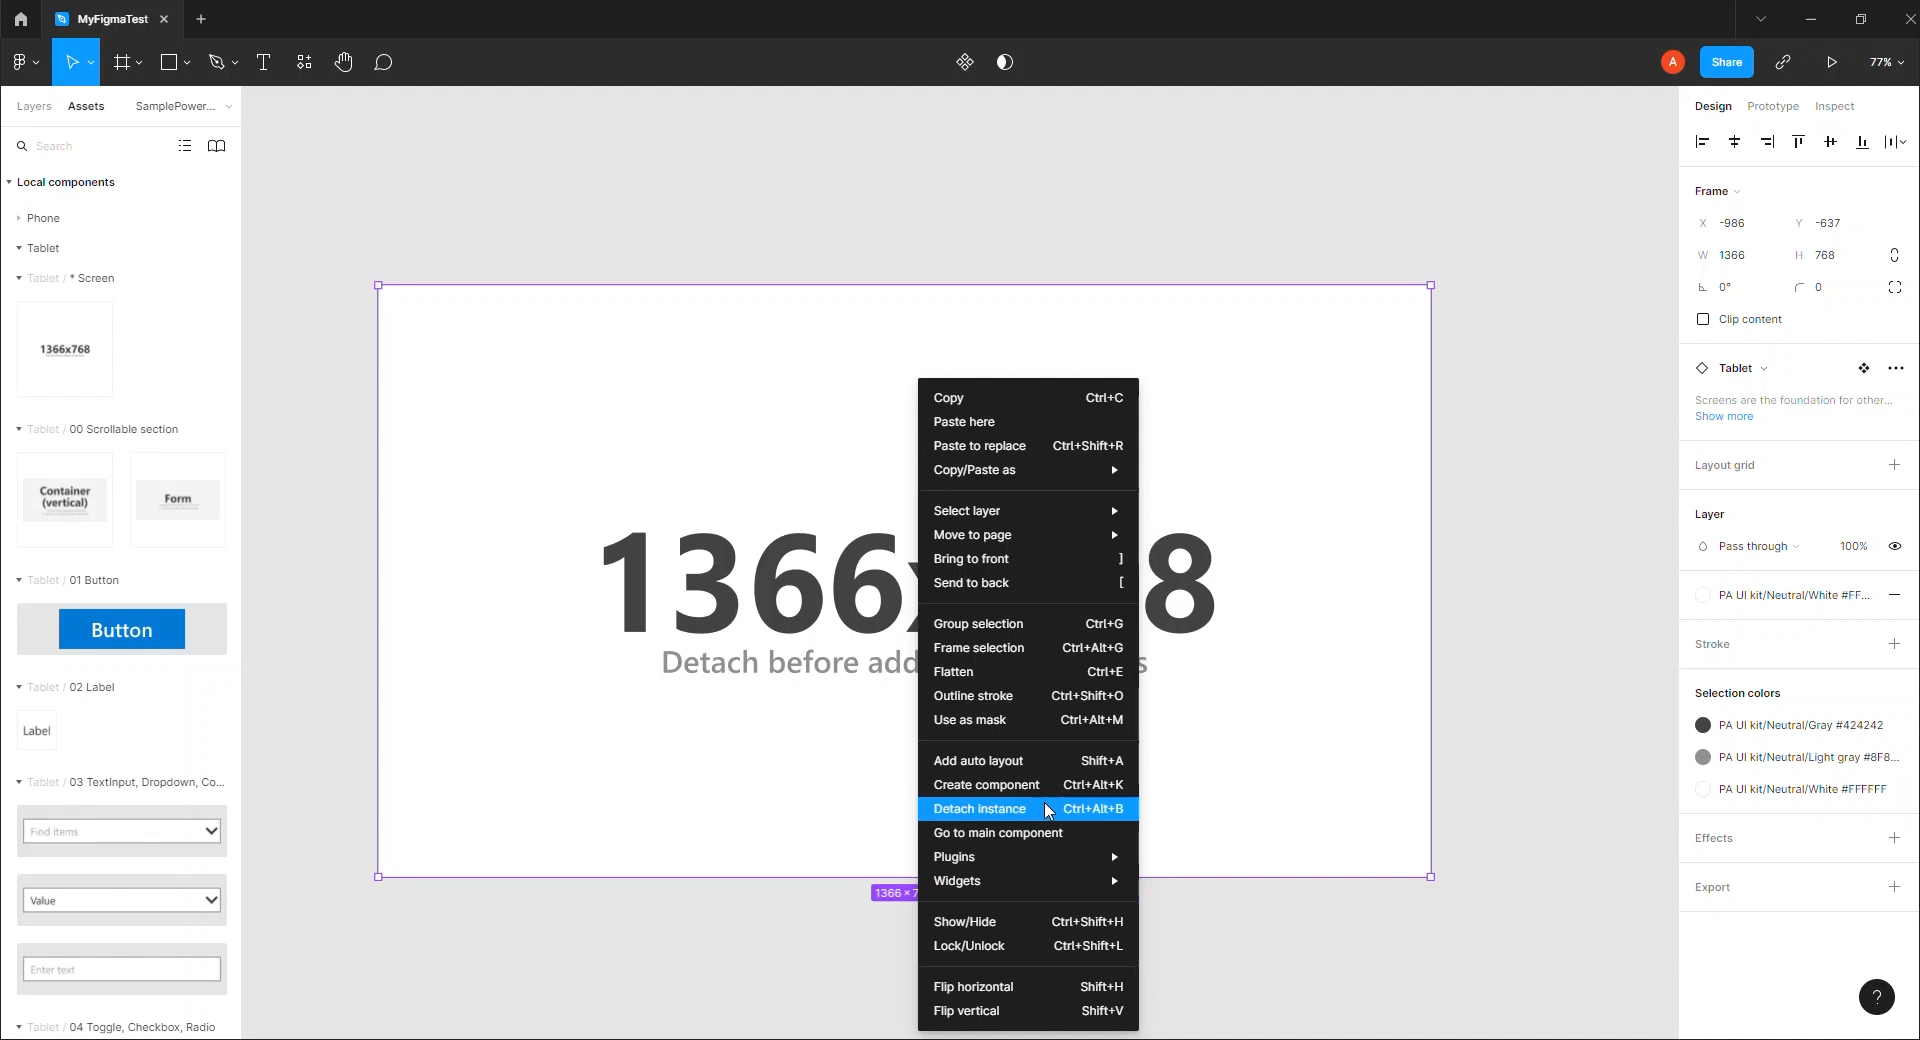 MyFigmaTest
A
Share
77%
Layers
Assets
SamplePower...
Search
Local components
Phone
Tablet
Tablet / * Screen
1366x768
Tablet / 00 Scrollable section
Container
(vertical)
Form
Tablet / 01 Button
Button
Tablet / 02 Label
Label
Tablet / 03 TextInput, Dropdown, Co...
Find items
Value
Enter text
Tablet / 04 Toggle, Checkbox, Radio
1366
8
Detach before add
s
1366 × 7
Copy Ctrl+C
Paste here
Paste to replace Ctrl+Shift+R
Copy/Paste as
Select layer
Move to page
Bring to front ]
Send to back [
Group selection Ctrl+G
Frame selection Ctrl+Alt+G
Flatten Ctrl+E
Outline stroke Ctrl+Shift+O
Use as mask Ctrl+Alt+M
Add auto layout Shift+A
Create component Ctrl+Alt+K
Detach instance Ctrl+Alt+B
Go to main component
Plugins
Widgets
Show/Hide Ctrl+Shift+H
Lock/Unlock Ctrl+Shift+L
Flip horizontal Shift+H
Flip vertical Shift+V
Design Prototype Inspect
Frame
X -986 Y -637
W 1366 H 768
0° 0
Clip content
Tablet
Screens are the foundation for other...
Show more
Layout grid
Layer
Pass through 100%
PA UI kit/Neutral/White #FF...
Stroke
Selection colors
PA UI kit/Neutral/Gray #424242
PA UI kit/Neutral/Light gray #8F8...
PA UI kit/Neutral/White #FFFFFF
Effects
Export
?